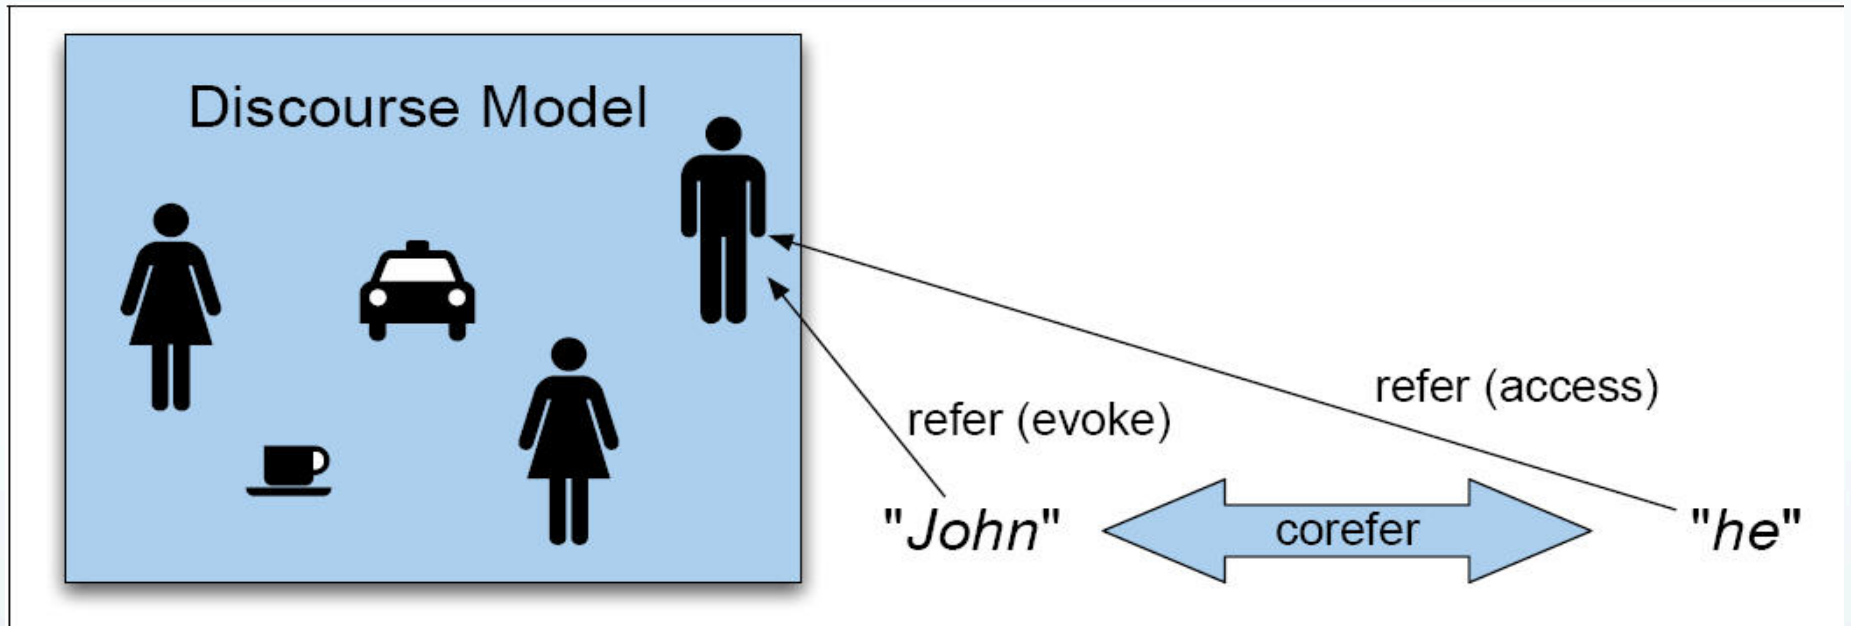 Discourse Model
refer (access)
refer (evoke)
"John"
corefer
"he"